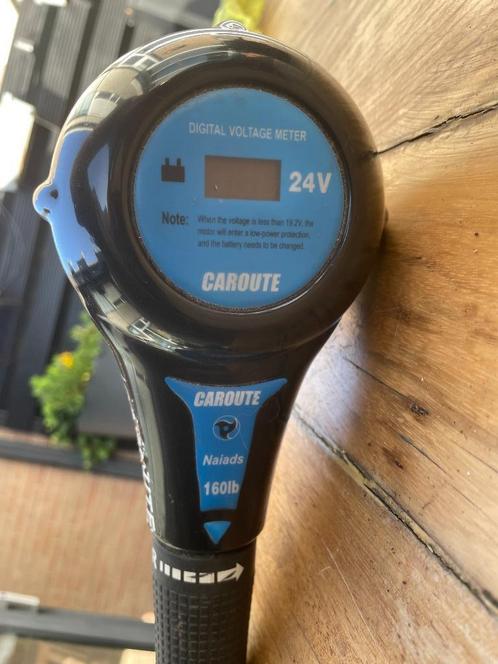 DIGITAL VOLTAGE METER
24V
Note: When the voltage is less than 19.2V, the
motor will enter a low-power protection,
and the battery needs to be changed.
CAROUTE
CAROUTE
Naiads
160lb